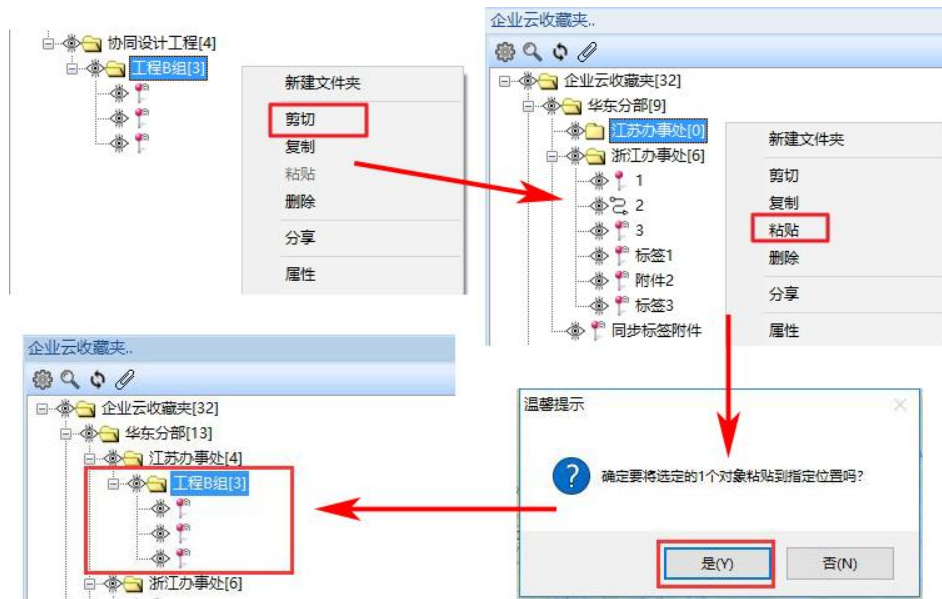 协同设计工程[4]
工程B组[3]
新建文件夹
剪切
复制
粘贴
删除
分享
属性
企业云收藏夹..
企业云收藏夹[32]
华东分部[9]
江苏办事处[0]
浙江办事处[6]
1
2
3
标签1
附件2
标签3
同步标签附件
新建文件夹
剪切
复制
粘贴
删除
分享
属性
企业云收藏夹..
企业云收藏夹[32]
华东分部[13]
江苏办事处[4]
工程B组[3]
浙江办事处[6]
温馨提示
确定要将选定的1个对象粘贴到指定位置吗?
是(Y)
否(N)